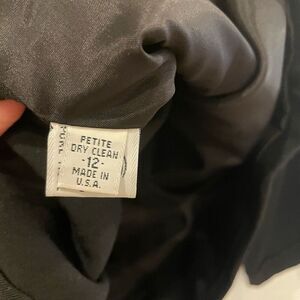 PETITE
DRY CLEAN
-12-
MADE IN
U.S.A.